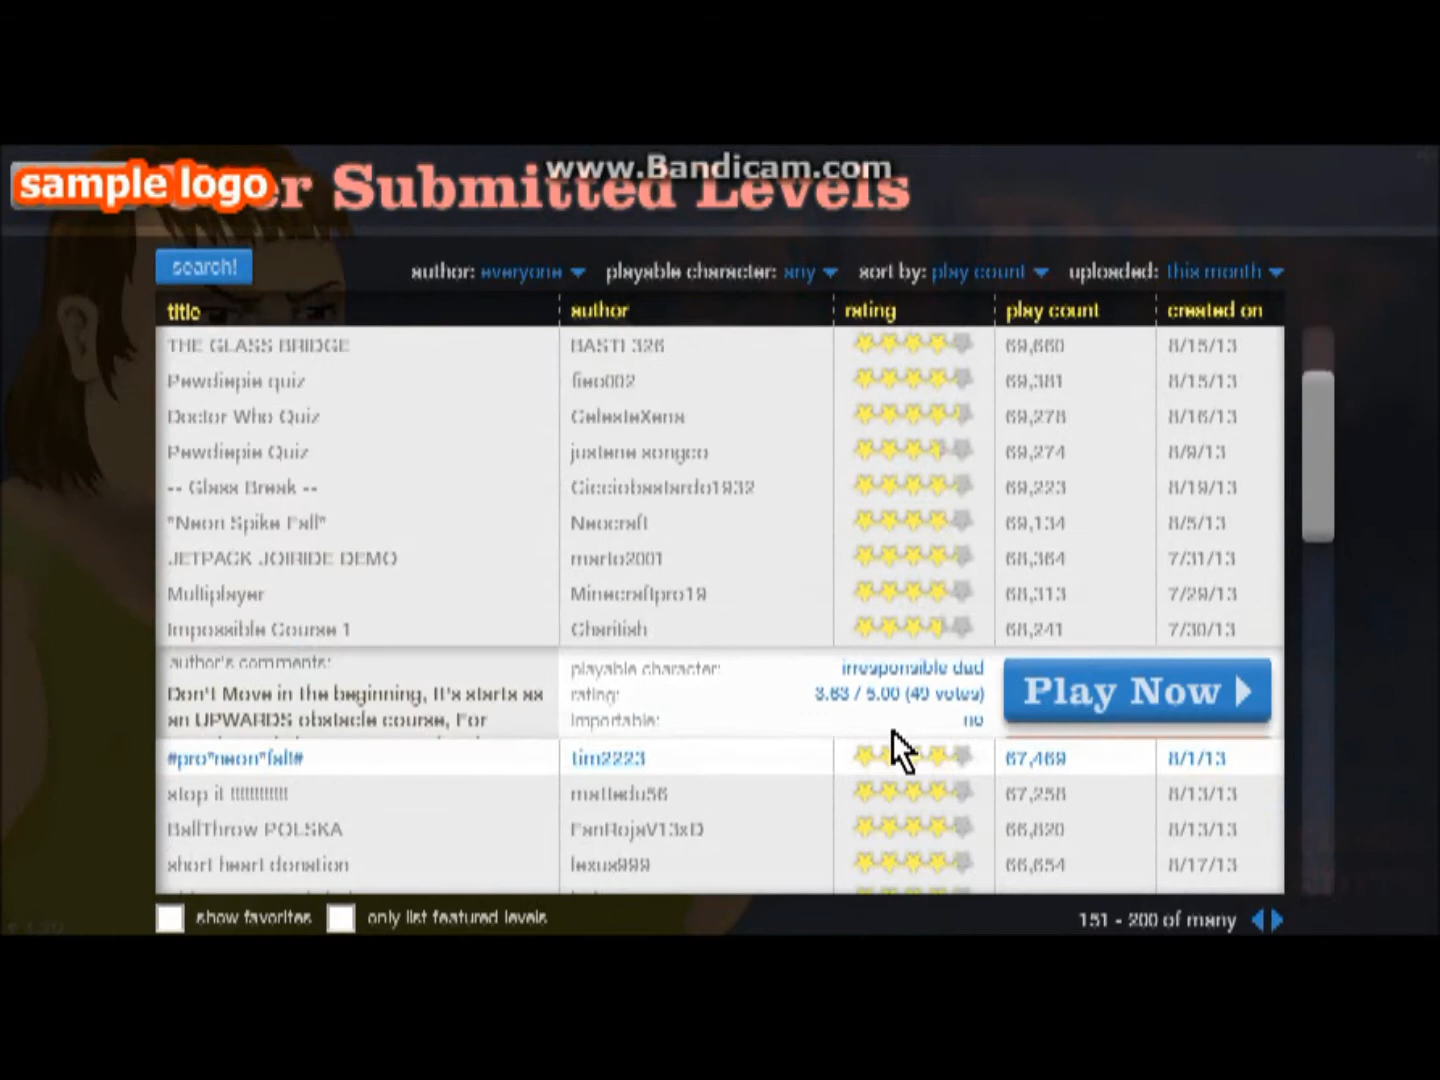 sample logo
www.Bandicam.com
er Submitted Levels
search!
author: everyone playable character: any sort by: play count uploaded: this month
title author rating play count created on
THE GLASS BRIDGE BASTI 326 69,660 8/15/13
Pewdiepie quiz fieo002 69,381 8/15/13
Doctor Who Quiz CelesteXena 69,278 8/16/13
Pewdiepie Quiz justene songco 69,274 8/9/13
-- Glass Break -- Cicciobastardo1932 69,223 8/19/13
"Neon Spike Fall" Neocraft 69,134 8/5/13
JETPACK JOIRIDE DEMO mario2001 68,364 7/31/13
Multiplayer Minecraftpro19 68,313 7/29/13
Impossible Course 1 Charitish 68,241 7/30/13
author's comments:
Don't Move in the beginning, It's starts as
an UPWARDS obstacle course, For
playable character: irresponsible dad
rating: 3.63 / 5.00 (49 votes)
importable: no
Play Now
#pro"neon"fall# tim2223 67,469 8/1/13
stop it !!!!!!!!!!!! mattedu56 67,258 8/13/13
BallThrow POLSKA FanRojaV13xD 66,820 8/13/13
short heart donation lexus999 66,654 8/17/13
show favorites only list featured levels
151 - 200 of many